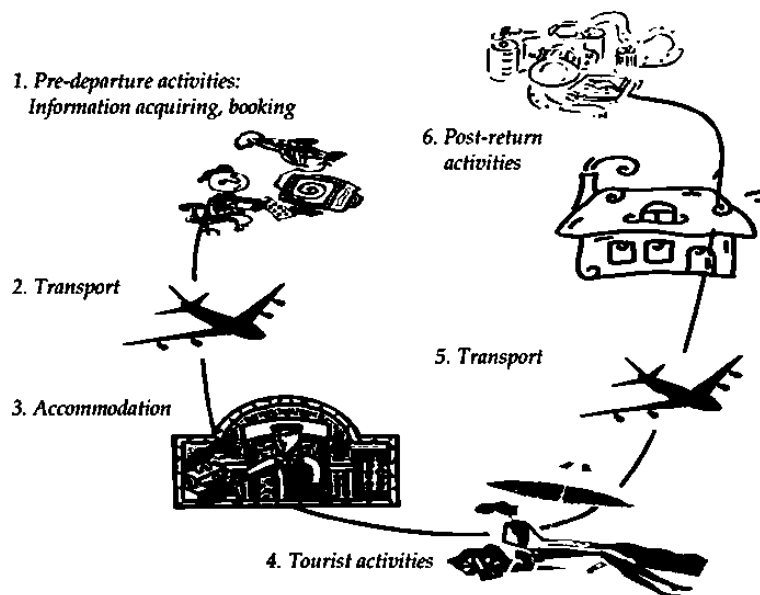 1. Pre-departure activities:
Information acquiring, booking
2. Transport
3. Accommodation
4. Tourist activities
5. Transport
6. Post-return
activities